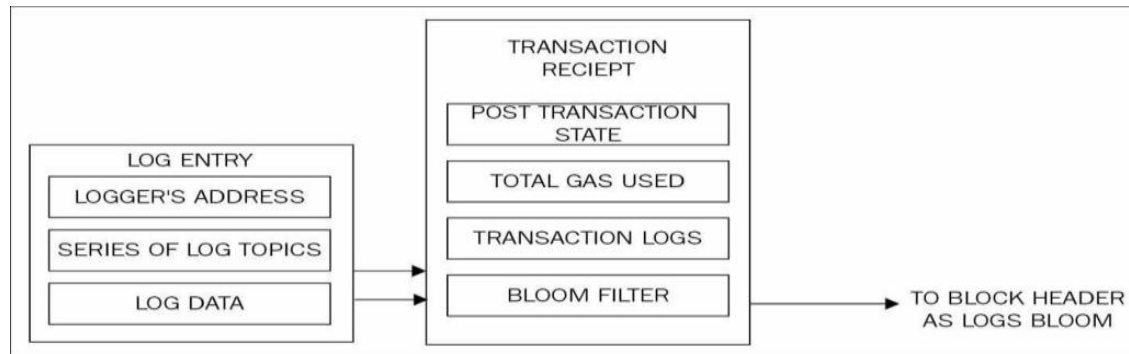 LOG ENTRY
LOGGER'S ADDRESS
SERIES OF LOG TOPICS
LOG DATA
TRANSACTION
RECIEPT
POST TRANSACTION
STATE
TOTAL GAS USED
TRANSACTION LOGS
BLOOM FILTER
TO BLOCK HEADER
AS LOGS BLOOM